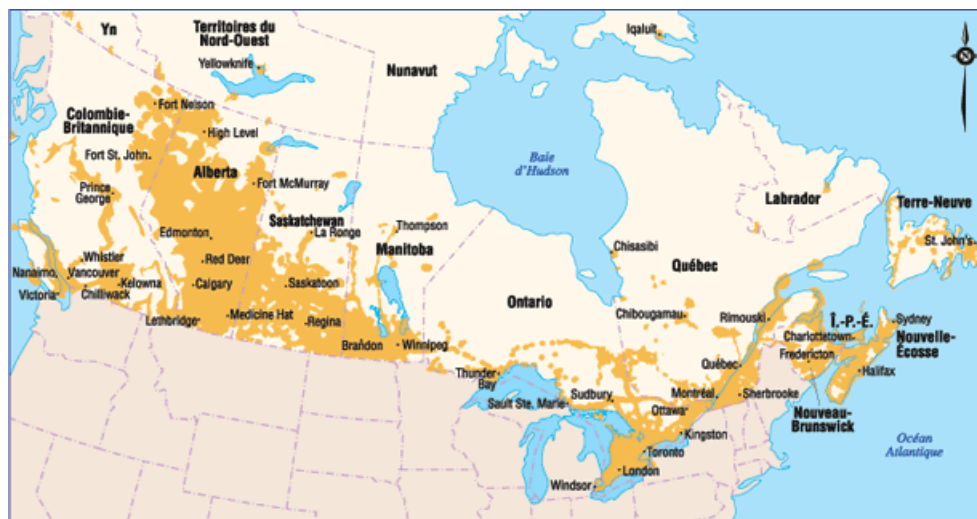 Yn
Territoires du
Nord-Ouest
Yellowknife
Nunavut
Iqaluit
N
Fort Nelson
Colombie-
Britannique
High Level
Fort St. John
Alberta
Fort McMurray
Prince
George
Saskatchewan
La Ronge
Thompson
Manitoba
Baie
d'Hudson
Labrador
Terre-Neuve
St. John's
Chisasibi
Québec
Edmonton
Whistler
Red Deer
Nanaimo
Vancouver
Kelowna
Calgary
Saskatoon
Victoria
Chilliwack
Ontario
Chibougamau
Rimouski
Î.-P.-É.
Sydney
Charlottetown
Nouvelle-
Écosse
Lethbridge
Medicine Hat
Regina
Brandon
Winnipeg
Fredericton
Halifax
Thunder
Bay
Québec
Sault Ste. Marie
Sudbury
Montréal
Sherbrooke
Ottawa
Nouveau-
Brunswick
Kingston
Toronto
Océan
Atlantique
London
Windsor